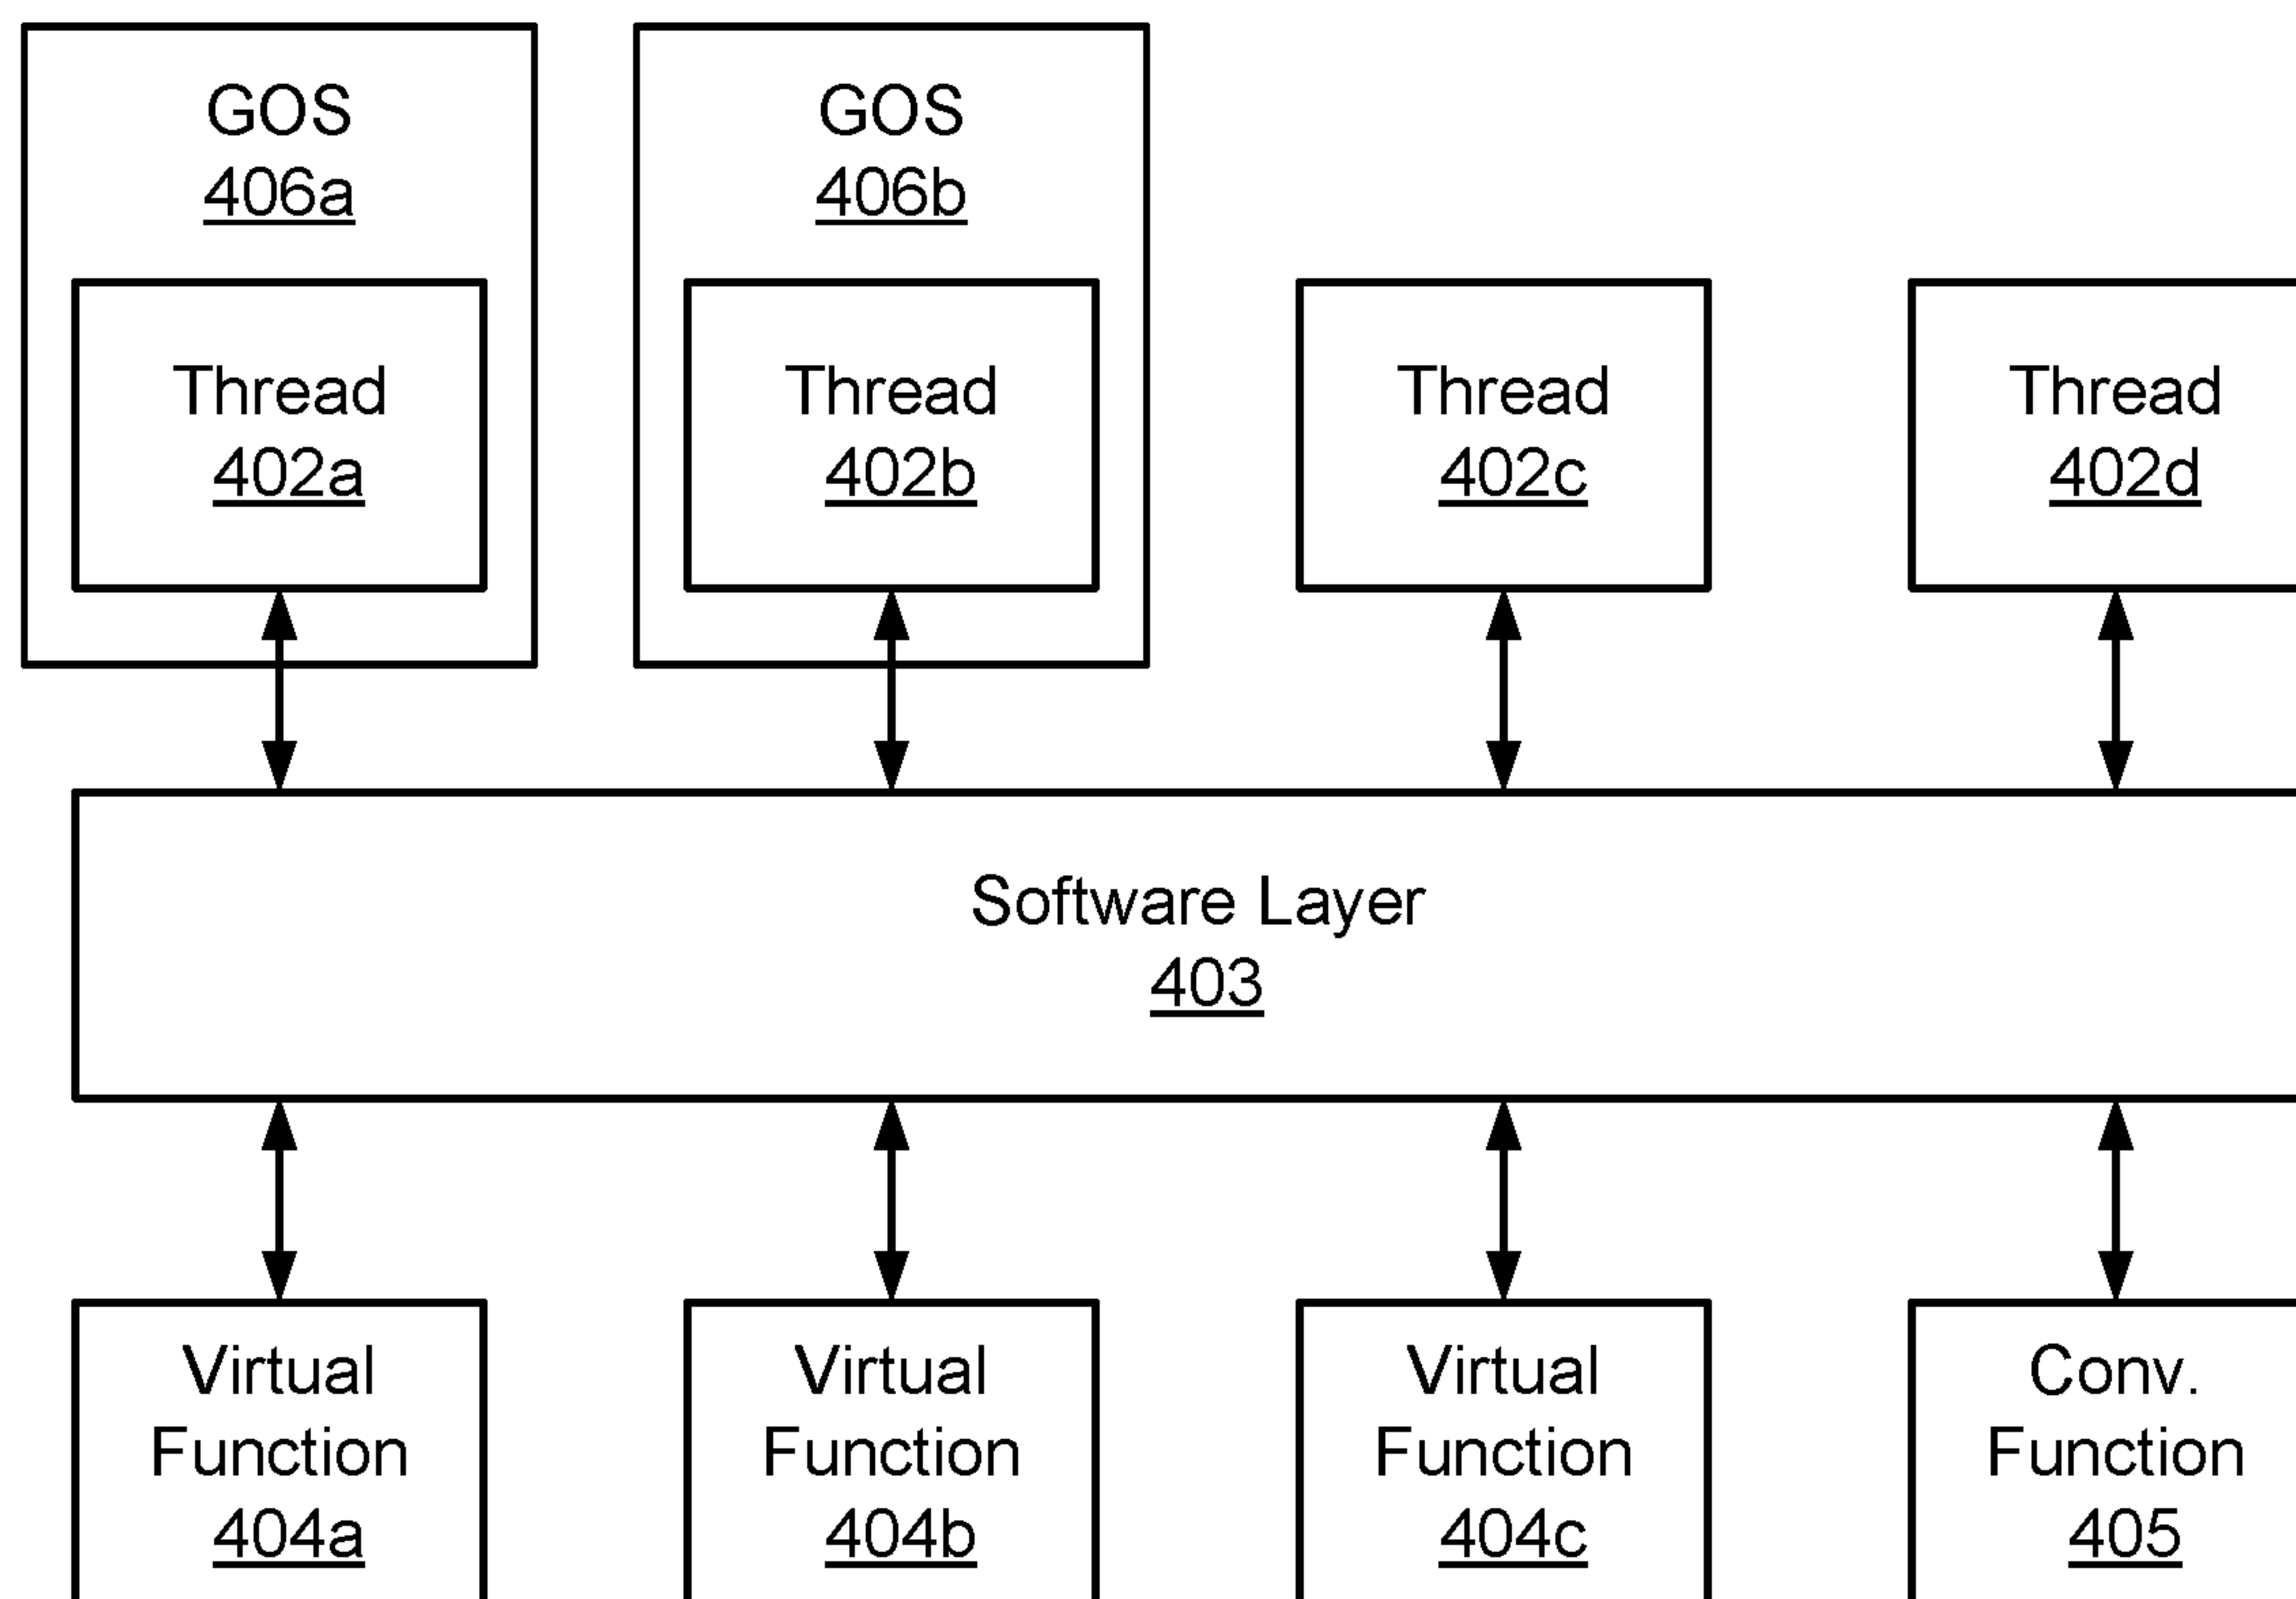 GOS
406a
GOS
406b
Thread
402a
Thread
402b
Thread
402c
Thread
402d
Software Layer
403
Virtual
Function
404a
Virtual
Function
404b
Virtual
Function
404c
Conv.
Function
405